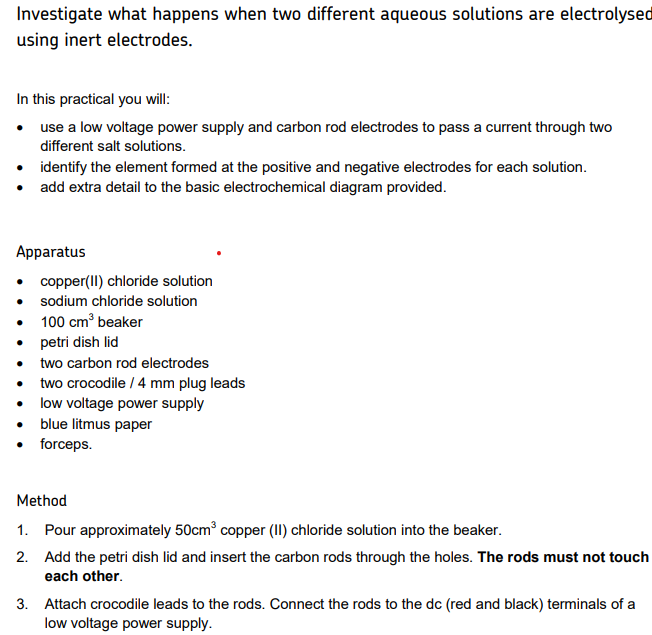 Investigate what happens when two different aqueous solutions are electrolysed
using inert electrodes.
In this practical you will:
• use a low voltage power supply and carbon rod electrodes to pass a current through two
different salt solutions.
• identify the element formed at the positive and negative electrodes for each solution.
• add extra detail to the basic electrochemical diagram provided.
Apparatus
• copper(II) chloride solution
• sodium chloride solution
• 100 cm³ beaker
• petri dish lid
• two carbon rod electrodes
• two crocodile / 4 mm plug leads
• low voltage power supply
• blue litmus paper
• forceps.
Method
1. Pour approximately 50cm³ copper (II) chloride solution into the beaker.
2. Add the petri dish lid and insert the carbon rods through the holes. The rods must not touch
each other.
3. Attach crocodile leads to the rods. Connect the rods to the dc (red and black) terminals of a
low voltage power supply.